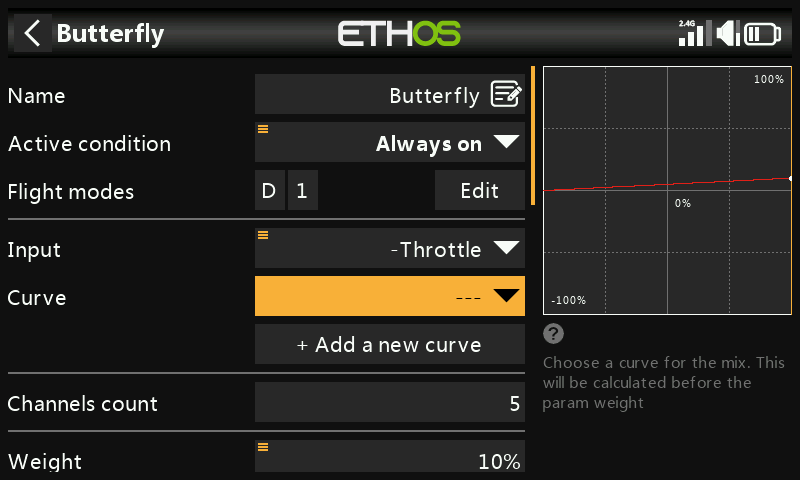 Butterfly
ETHOS
2.4G
Name
Butterfly
Active condition
Always on
Flight modes
D 1
Edit
Input
-Throttle
Curve
---
+ Add a new curve
Channels count
5
Weight
10%
100%
0%
-100%
?
Choose a curve for the mix. This
will be calculated before the
param weight